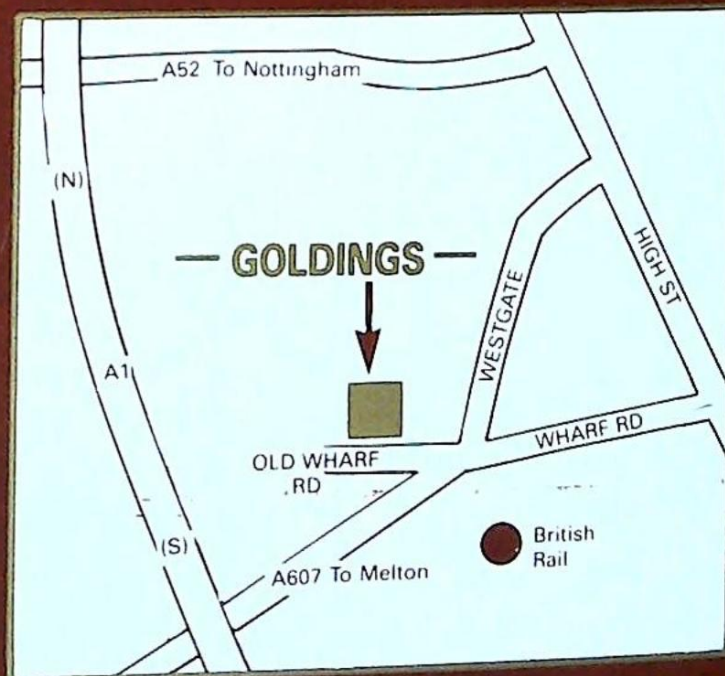 A52 To Nottingham
(N)
— GOLDINGS —
HIGH ST
WESTGATE
A1
WHARF RD
OLD WHARF
RD
(S)
British
Rail
A607 To Melton